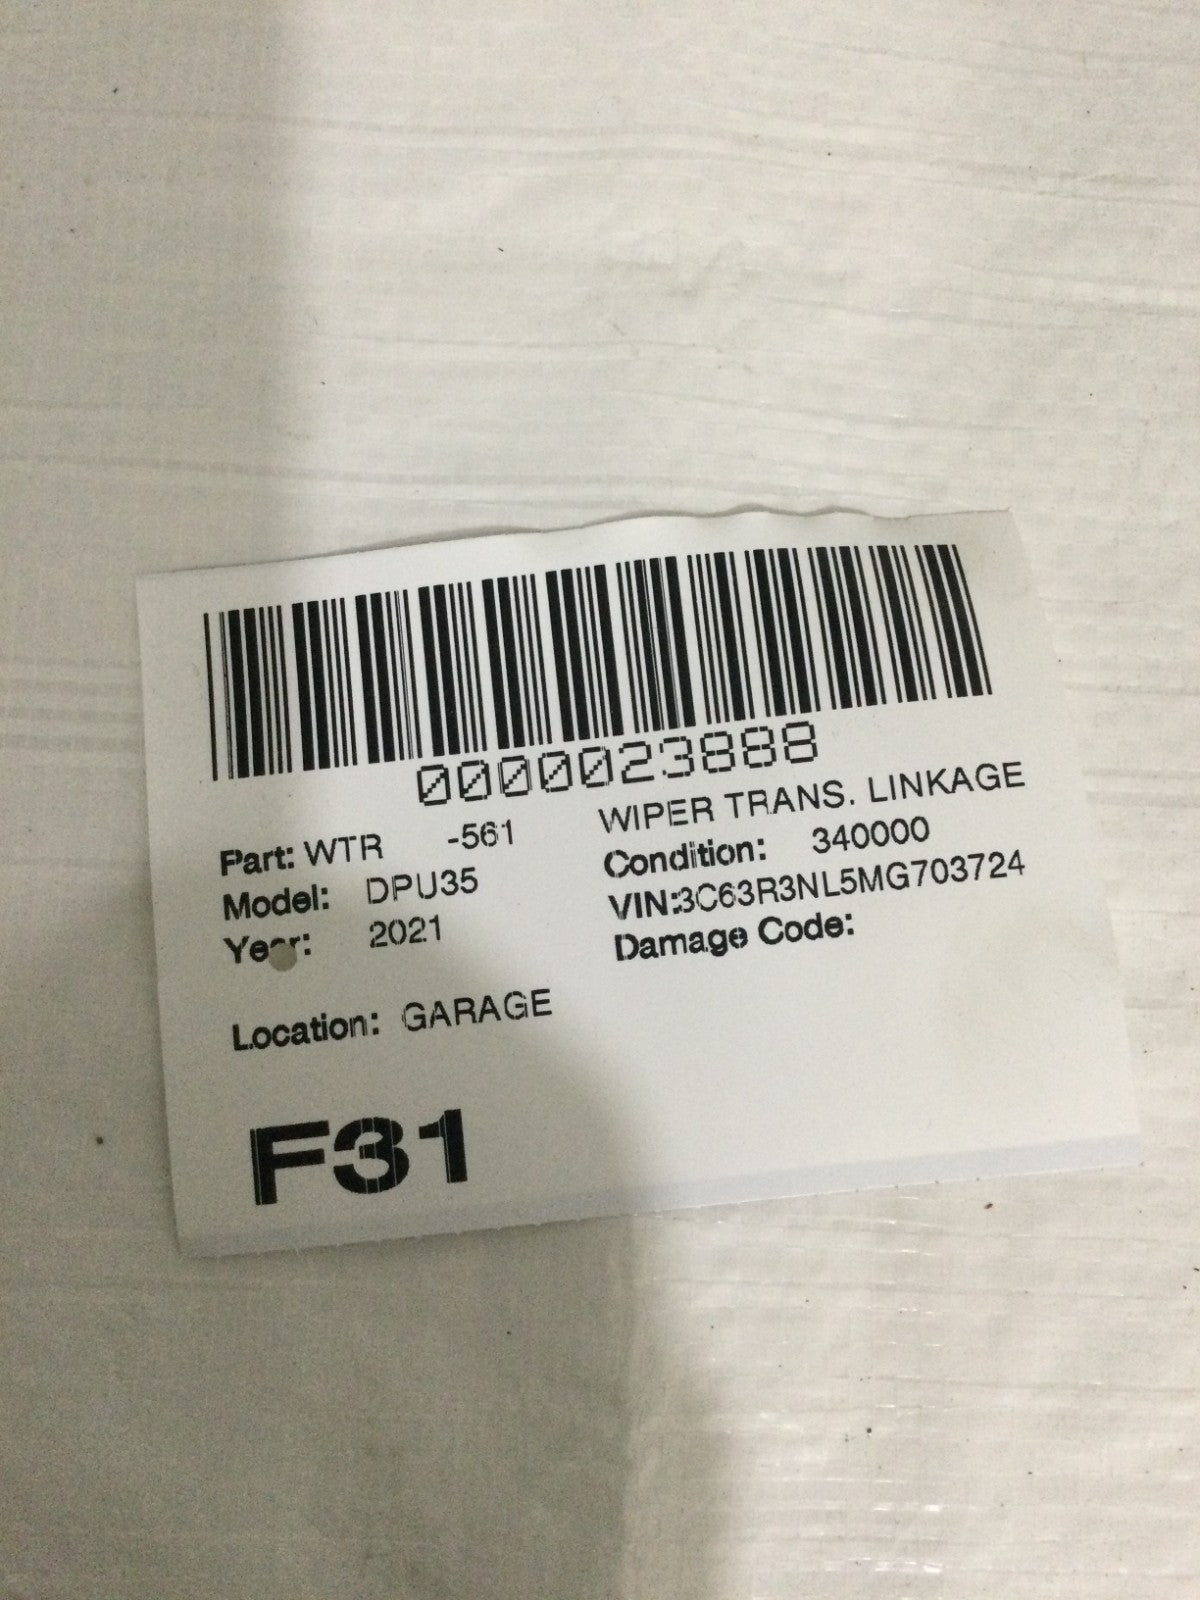 0000023888
Part: WTR -561 WIPER TRANS. LINKAGE
Model: DPU35 Condition: 340000
Year: 2021 VIN:3C63R3NL5MG703724
Damage Code:
Location: GARAGE
F31